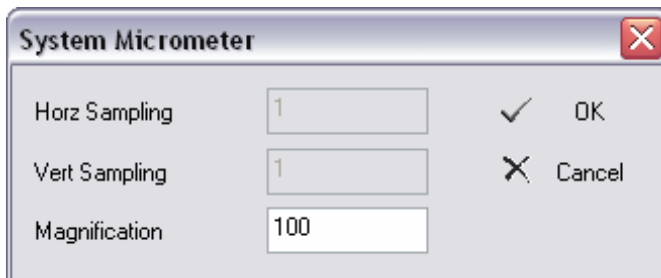 System Micrometer
Horz Sampling 1 OK
Vert Sampling 1 Cancel
Magnification 100